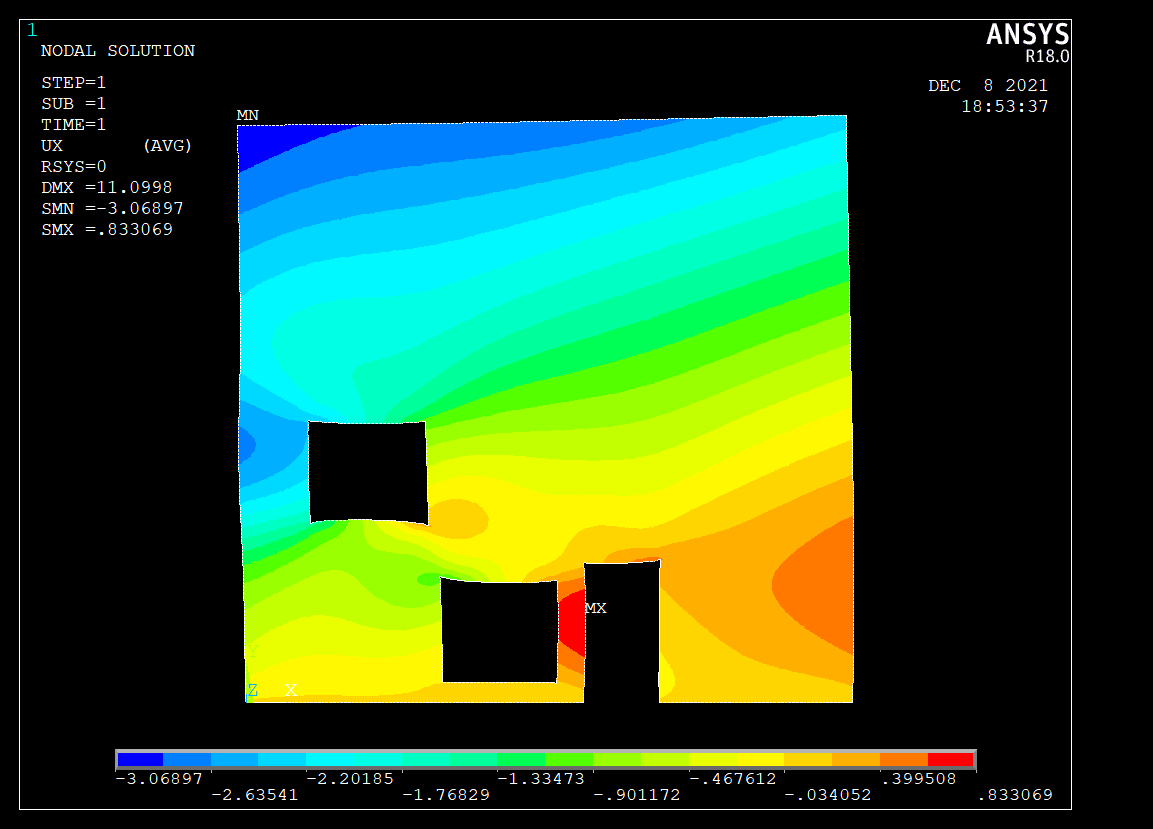 1
ANSYS
R18.0
NODAL SOLUTION
STEP=1
SUB =1
TIME=1
UX (AVG)
RSYS=0
DMX =11.0998
SMN =-3.06897
SMX =.833069
DEC 8 2021
18:53:37
MN
MX
Y
Z X
-3.06897 -2.20185 -1.33473 -.467612 .399508
-2.63541 -1.76829 -.901172 -.034052 .833069